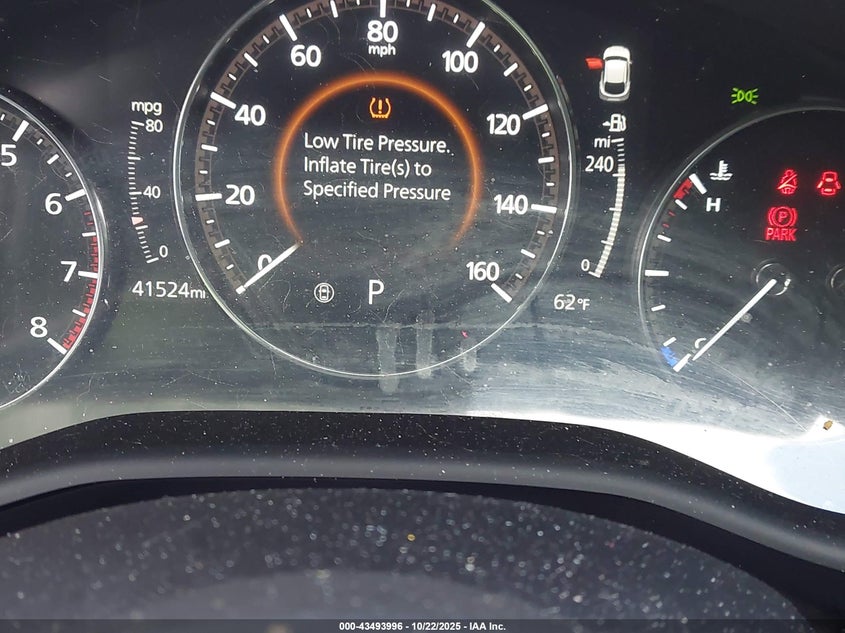 80
mph
60
100
mpg
80
40
Low Tire Pressure.
Inflate Tire(s) to
Specified Pressure
120
mi
240
5
40
20
140
6
H
P
PARK
0
0
160
0
7
41524mi
P
62°F
C
8
000-43493996 - 10/22/2025 - IAA Inc.